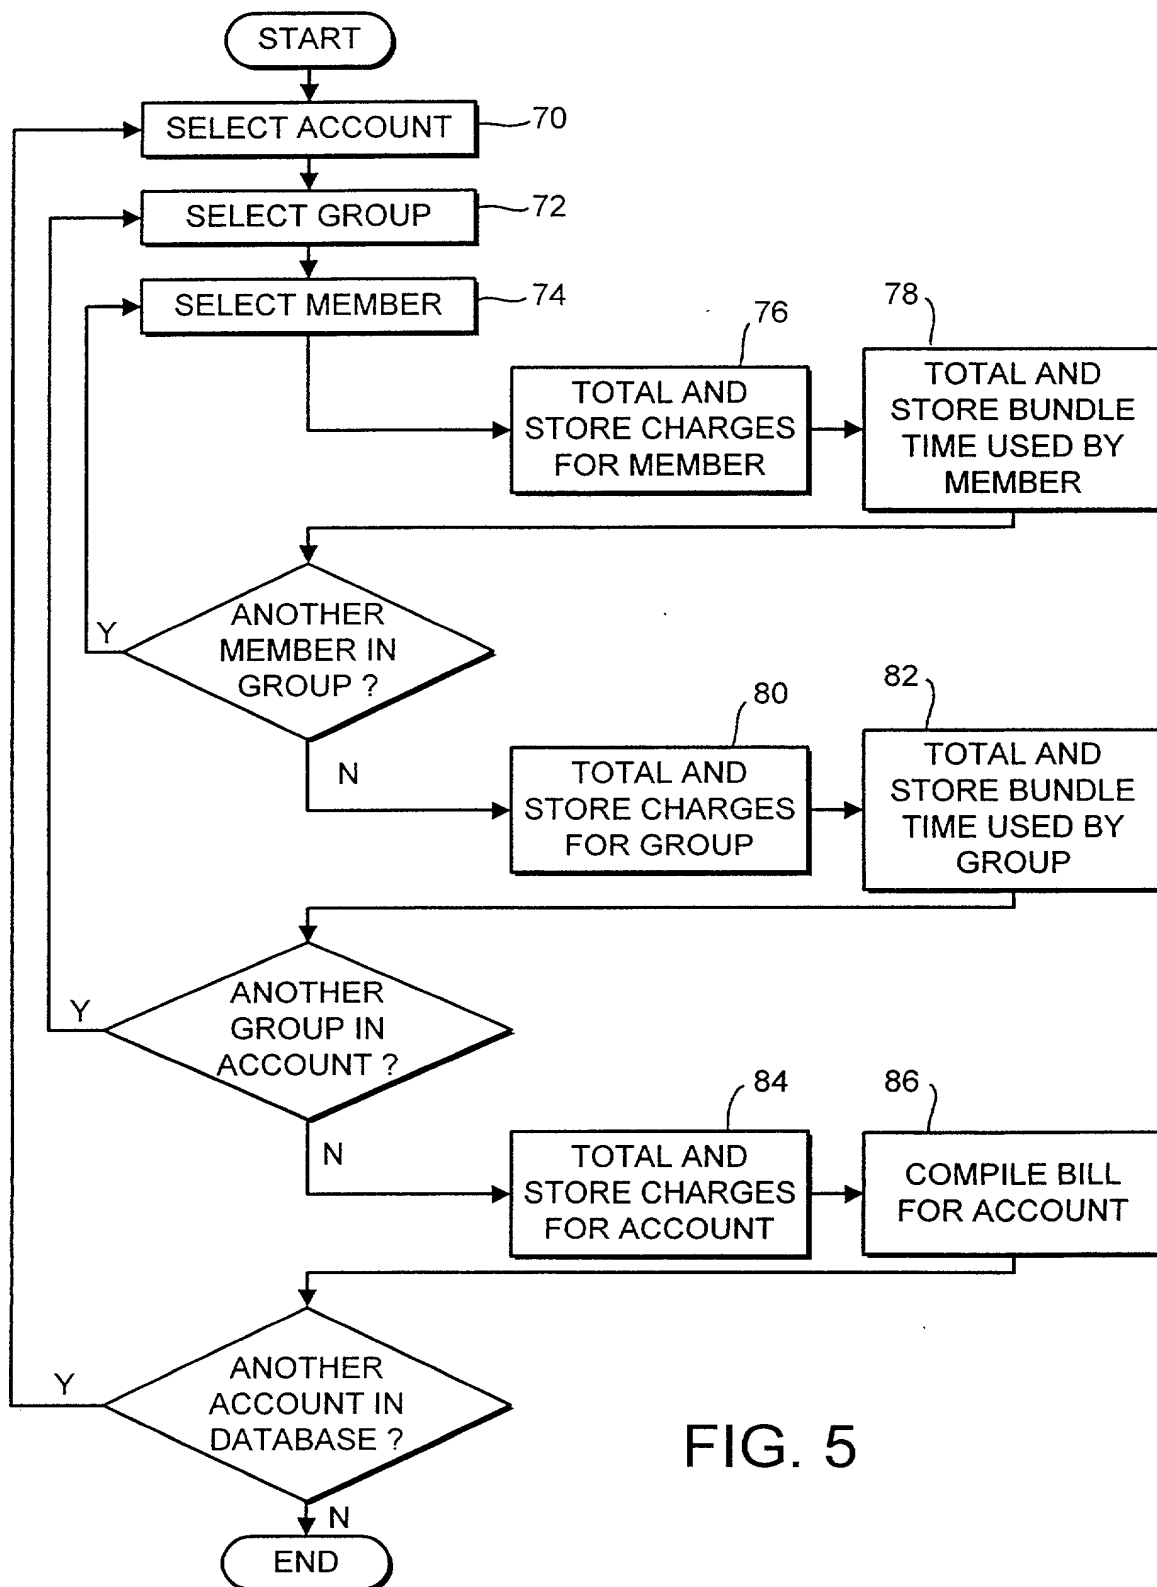 START
SELECT ACCOUNT
70
SELECT GROUP
72
SELECT MEMBER
74
76
TOTAL AND
STORE CHARGES
FOR MEMBER
78
TOTAL AND
STORE BUNDLE
TIME USED BY
MEMBER
ANOTHER
MEMBER IN
GROUP ?
Y
N
80
TOTAL AND
STORE CHARGES
FOR GROUP
82
TOTAL AND
STORE BUNDLE
TIME USED BY
GROUP
ANOTHER
GROUP IN
ACCOUNT ?
Y
N
84
TOTAL AND
STORE CHARGES
FOR ACCOUNT
86
COMPILE BILL
FOR ACCOUNT
ANOTHER
ACCOUNT IN
DATABASE ?
Y
N
END
FIG. 5